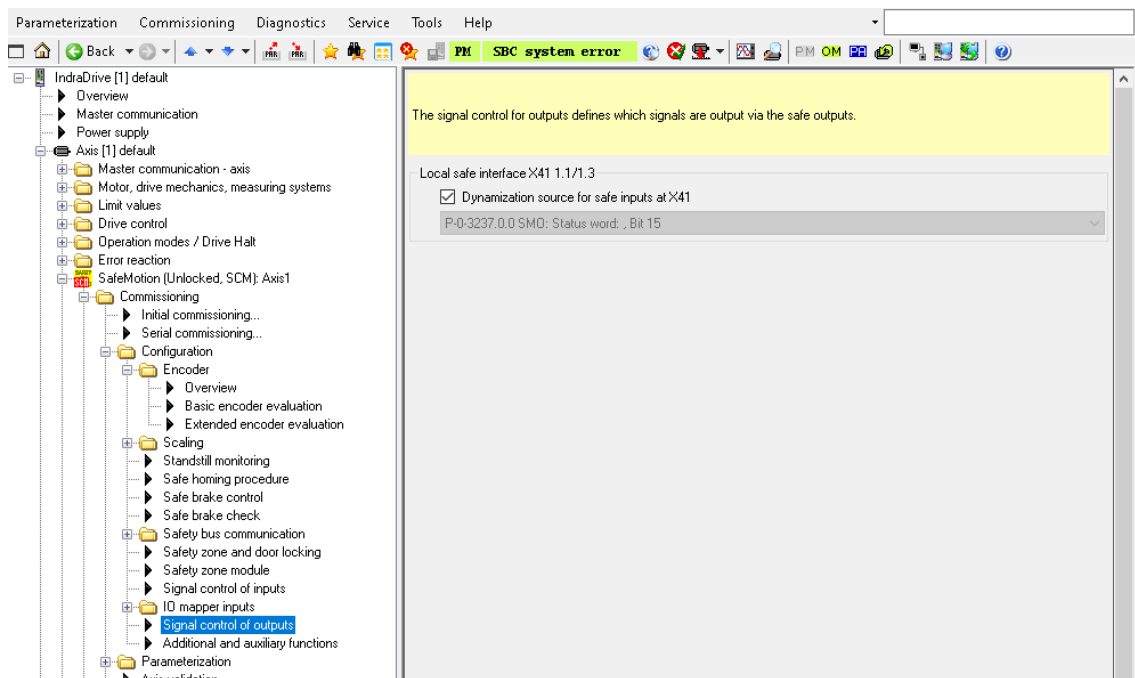 Parameterization Commissioning Diagnostics Service Tools Help
Back PAR PAR PM SBC system error PM OM PA
IndraDrive [1] default
Overview
Master communication
Power supply
Axis [1] default
Master communication - axis
Motor, drive mechanics, measuring systems
Limit values
Drive control
Operation modes / Drive Halt
Error reaction
SafeMotion (Unlocked, SCM): Axis1
Commissioning
Initial commissioning...
Serial commissioning...
Configuration
Encoder
Overview
Basic encoder evaluation
Extended encoder evaluation
Scaling
Standstill monitoring
Safe homing procedure
Safe brake control
Safe brake check
Safety bus communication
Safety zone and door locking
Safety zone module
Signal control of inputs
IO mapper inputs
Signal control of outputs
Additional and auxiliary functions
Parameterization
Axis validation
The signal control for outputs defines which signals are output via the safe outputs.
Local safe interface X41 1.1/1.3
Dynamization source for safe inputs at X41
P-0-3237.0.0 SMO: Status word: , Bit 15